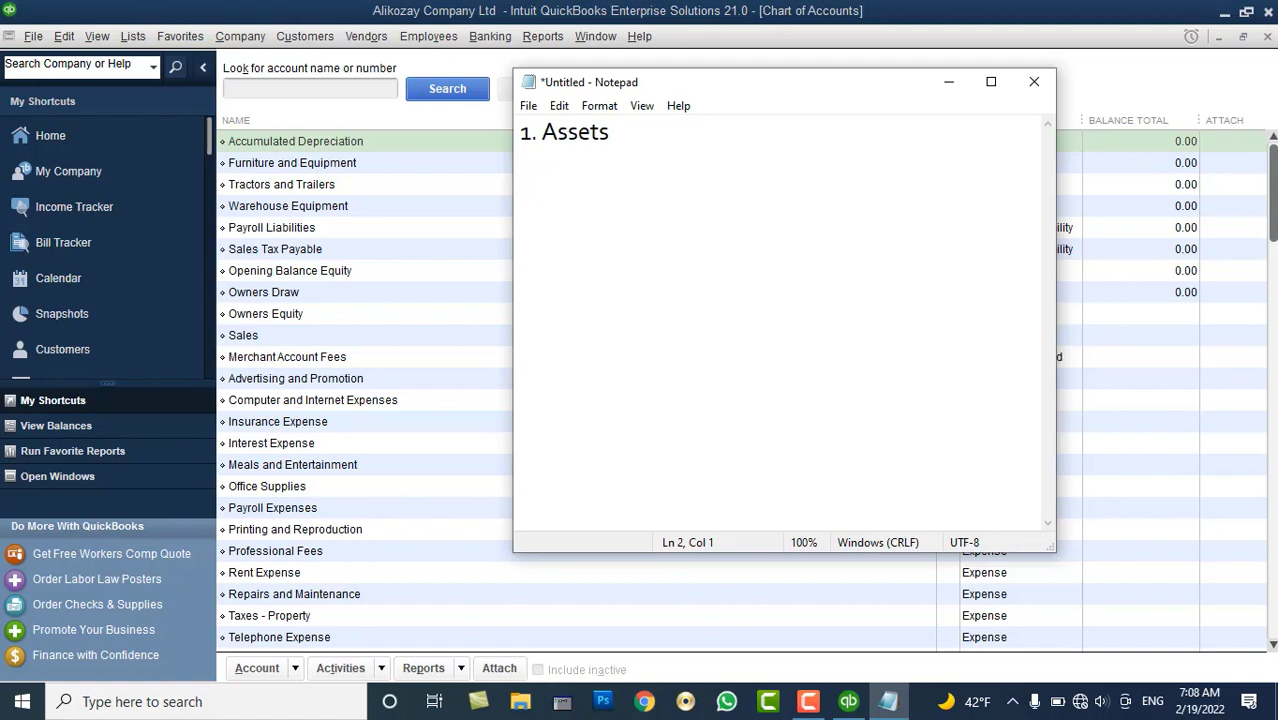 Alikozay Company Ltd - Intuit QuickBooks Enterprise Solutions 21.0 - [Chart of Accounts]
File Edit View Lists Favorites Company Customers Vendors Employees Banking Reports Window Help
Search Company or Help
My Shortcuts
Home
My Company
Income Tracker
Bill Tracker
Calendar
Snapshots
Customers
My Shortcuts
View Balances
Run Favorite Reports
Open Windows
Do More With QuickBooks
Get Free Workers Comp Quote
Order Labor Law Posters
Order Checks & Supplies
Promote Your Business
Finance with Confidence
Look for account name or number
Search
NAME BALANCE TOTAL ATTACH
Accumulated Depreciation 0.00
Furniture and Equipment 0.00
Tractors and Trailers 0.00
Warehouse Equipment 0.00
Payroll Liabilities ility 0.00
Sales Tax Payable ility 0.00
Opening Balance Equity 0.00
Owners Draw 0.00
Owners Equity
Sales
Merchant Account Fees d
Advertising and Promotion
Computer and Internet Expenses
Insurance Expense
Interest Expense
Meals and Entertainment
Office Supplies
Payroll Expenses
Printing and Reproduction
Professional Fees Expense
Rent Expense Expense
Repairs and Maintenance Expense
Taxes - Property Expense
Telephone Expense Expense
Account Activities Reports Attach Include inactive
*Untitled - Notepad
File Edit Format View Help
1. Assets
Ln 2, Col 1 100% Windows (CRLF) UTF-8
Type here to search
42°F ENG
7:08 AM
2/19/2022